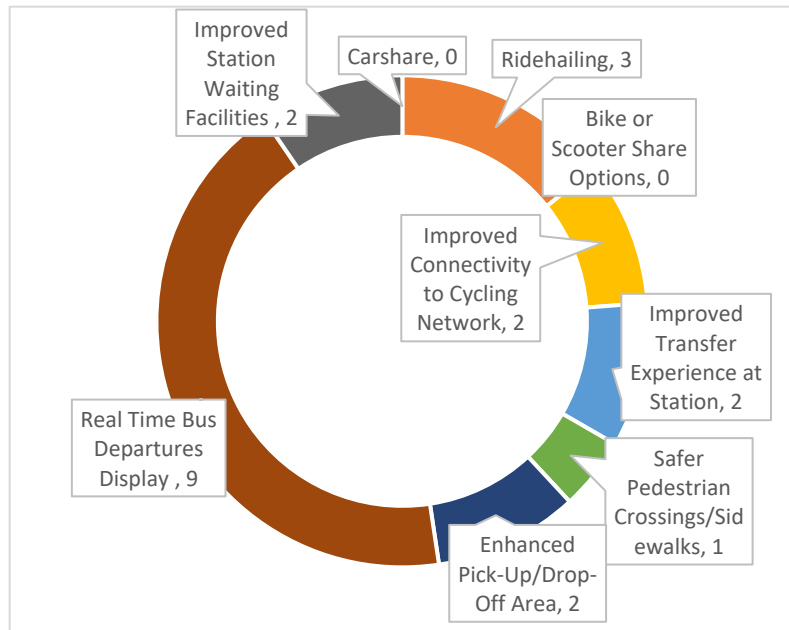 Improved
Station
Waiting
Facilities , 2
Carshare, 0
Ridehailing, 3
Bike or
Scooter Share
Options, 0
Improved
Connectivity
to Cycling
Network, 2
Improved
Transfer
Experience at
Station, 2
Safer
Pedestrian
Crossings/Sid
ewalks, 1
Enhanced
Pick-Up/Drop-
Off Area, 2
Real Time Bus
Departures
Display , 9